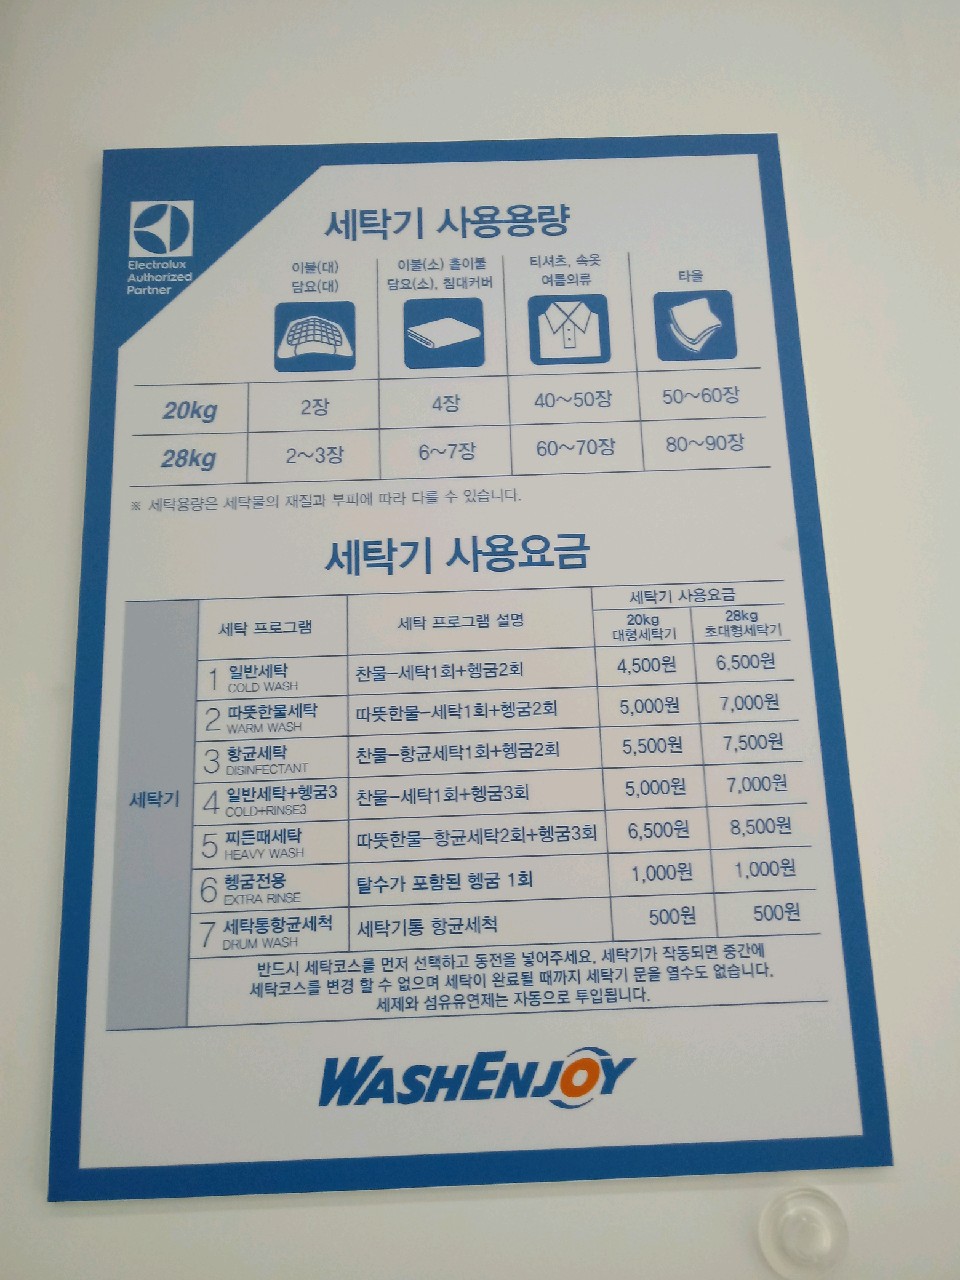 Electrolux
Authorized
Partner
세탁기 사용용량
이불(대)
담요(대)
이불(소) 홑이불
담요(소), 침대커버
티셔츠, 속옷
여름의류
타올
20kg 2장 4장 40~50장 50~60장
28kg 2~3장 6~7장 60~70장 80~90장
※ 세탁용량은 세탁물의 재질과 부피에 따라 다를 수 있습니다.
세탁기 사용요금
세탁기
세탁 프로그램 세탁 프로그램 설명 세탁기 사용요금
20kg
대형세탁기
28kg
초대형세탁기
1 일반세탁 찬물-세탁1회+헹굼2회 4,500원 6,500원
COLD WASH
2 따뜻한물세탁 따뜻한물-세탁1회+헹굼2회 5,000원 7,000원
WARM WASH
3 항균세탁 찬물-항균세탁1회+헹굼2회 5,500원 7,500원
DISINFECTANT
4 일반세탁+헹굼3 찬물-세탁1회+헹굼3회 5,000원 7,000원
COLD+RINSE3
5 찌든때세탁 따뜻한물-항균세탁2회+헹굼3회 6,500원 8,500원
HEAVY WASH
6 헹굼전용 탈수가 포함된 헹굼 1회 1,000원 1,000원
EXTRA RINSE
7 세탁통항균세척 세탁기통 항균세척 500원 500원
DRUM WASH
반드시 세탁코스를 먼저 선택하고 동전을 넣어주세요. 세탁기가 작동되면 중간에
세탁코스를 변경 할 수 없으며 세탁이 완료될 때까지 세탁기 문을 열수도 없습니다.
세제와 섬유유연제는 자동으로 투입됩니다.
WASHENJOY